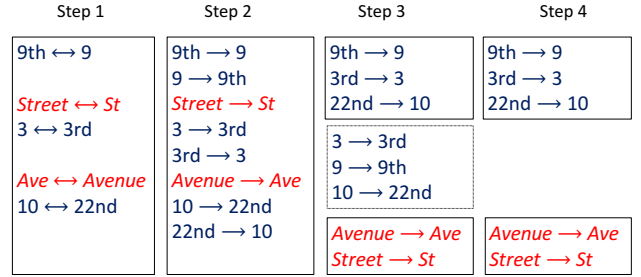 Step 1
9th ↔ 9
Street ↔ St
3 ↔ 3rd
Ave ↔ Avenue
10 ↔ 22nd
Step 2
9th → 9
9 → 9th
Street → St
3 → 3rd
3rd → 3
Avenue → Ave
10 → 22nd
22nd → 10
Step 3
9th → 9
3rd → 3
22nd → 10
3 → 3rd
9 → 9th
10 → 22nd
Avenue → Ave
Street → St
Step 4
9th → 9
3rd → 3
22nd → 10
Avenue → Ave
Street → St